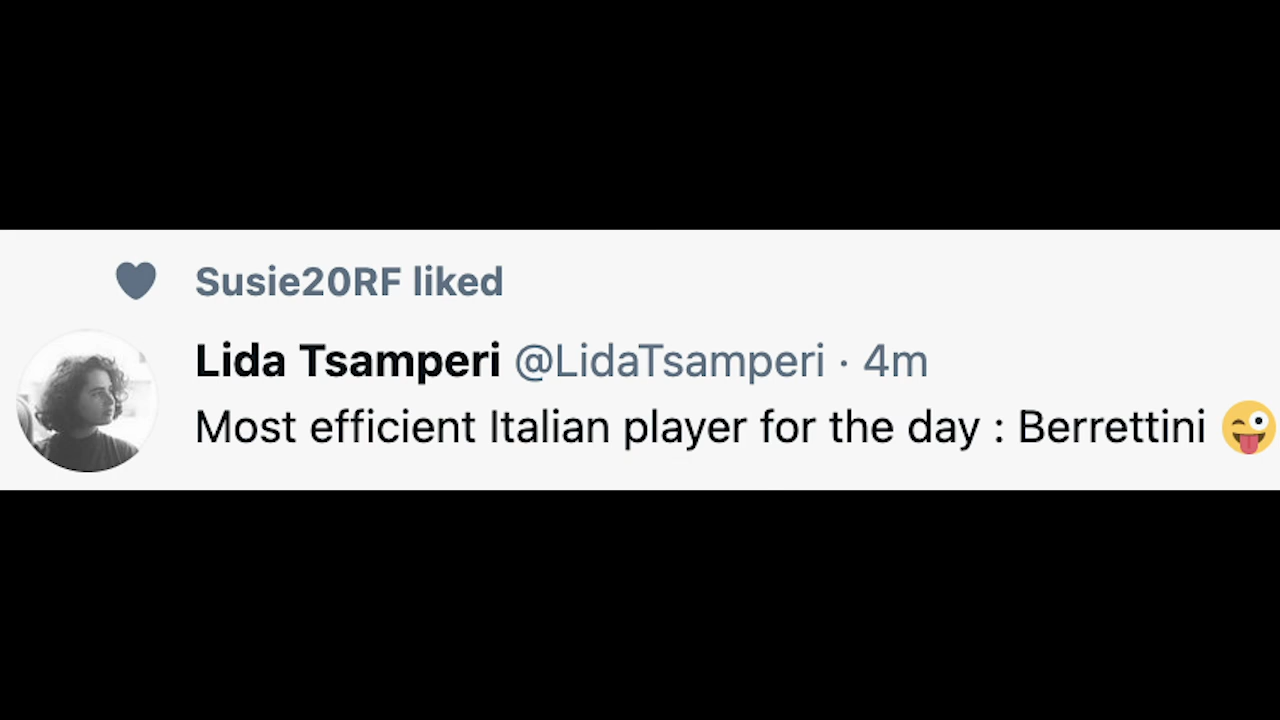 Susie20RF liked
Lida Tsamperi @LidaTsamperi · 4m
Most efficient Italian player for the day : Berrettini 😜